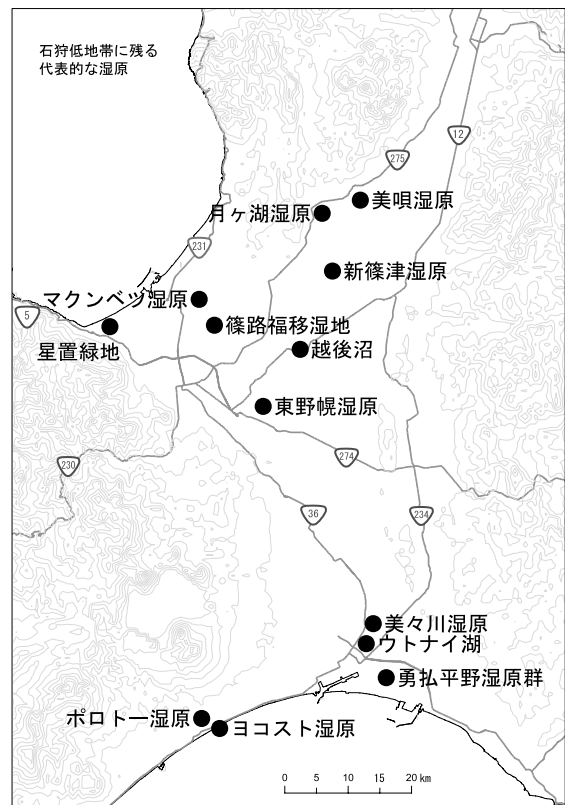 石狩低地帯に残る
代表的な湿原
12
275
美唄湿原
月ヶ湖湿原
231
新篠津湿原
マクンベツ湿原
5
篠路福移湿地
星置緑地
越後沼
東野幌湿原
274
230
36
234
美々川湿原
ウトナイ湖
勇払平野湿原群
ポロトー湿原
ヨコスト湿原
0 5 10 15 20 km